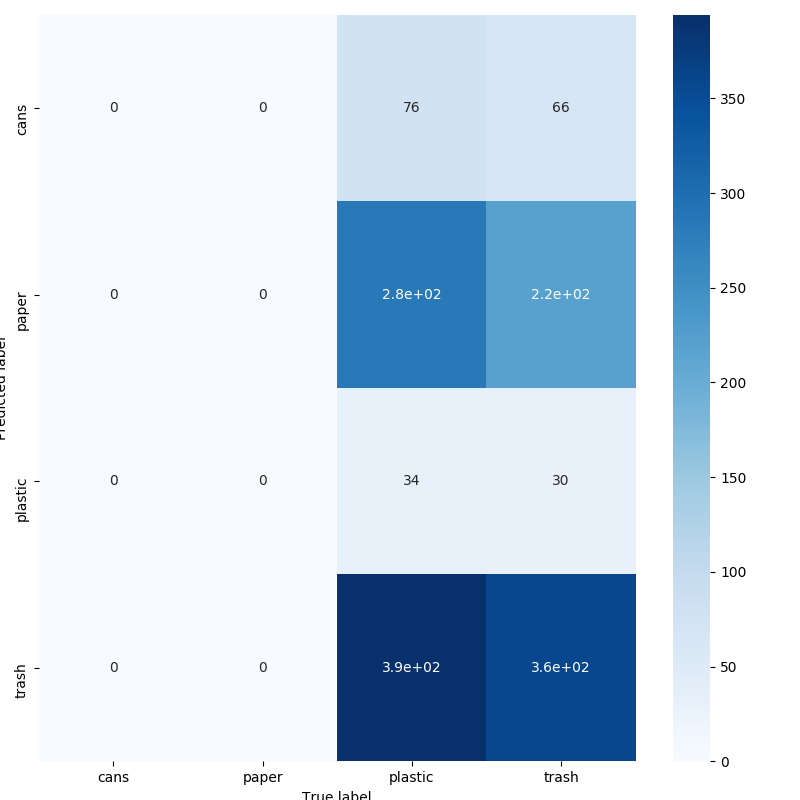 cans 0 0 76 66
paper 0 0 2.8e+02 2.2e+02
plastic 0 0 34 30
trash 0 0 3.9e+02 3.6e+02
cans paper plastic trash
True label
Predicted label
350
300
250
200
150
100
50
0